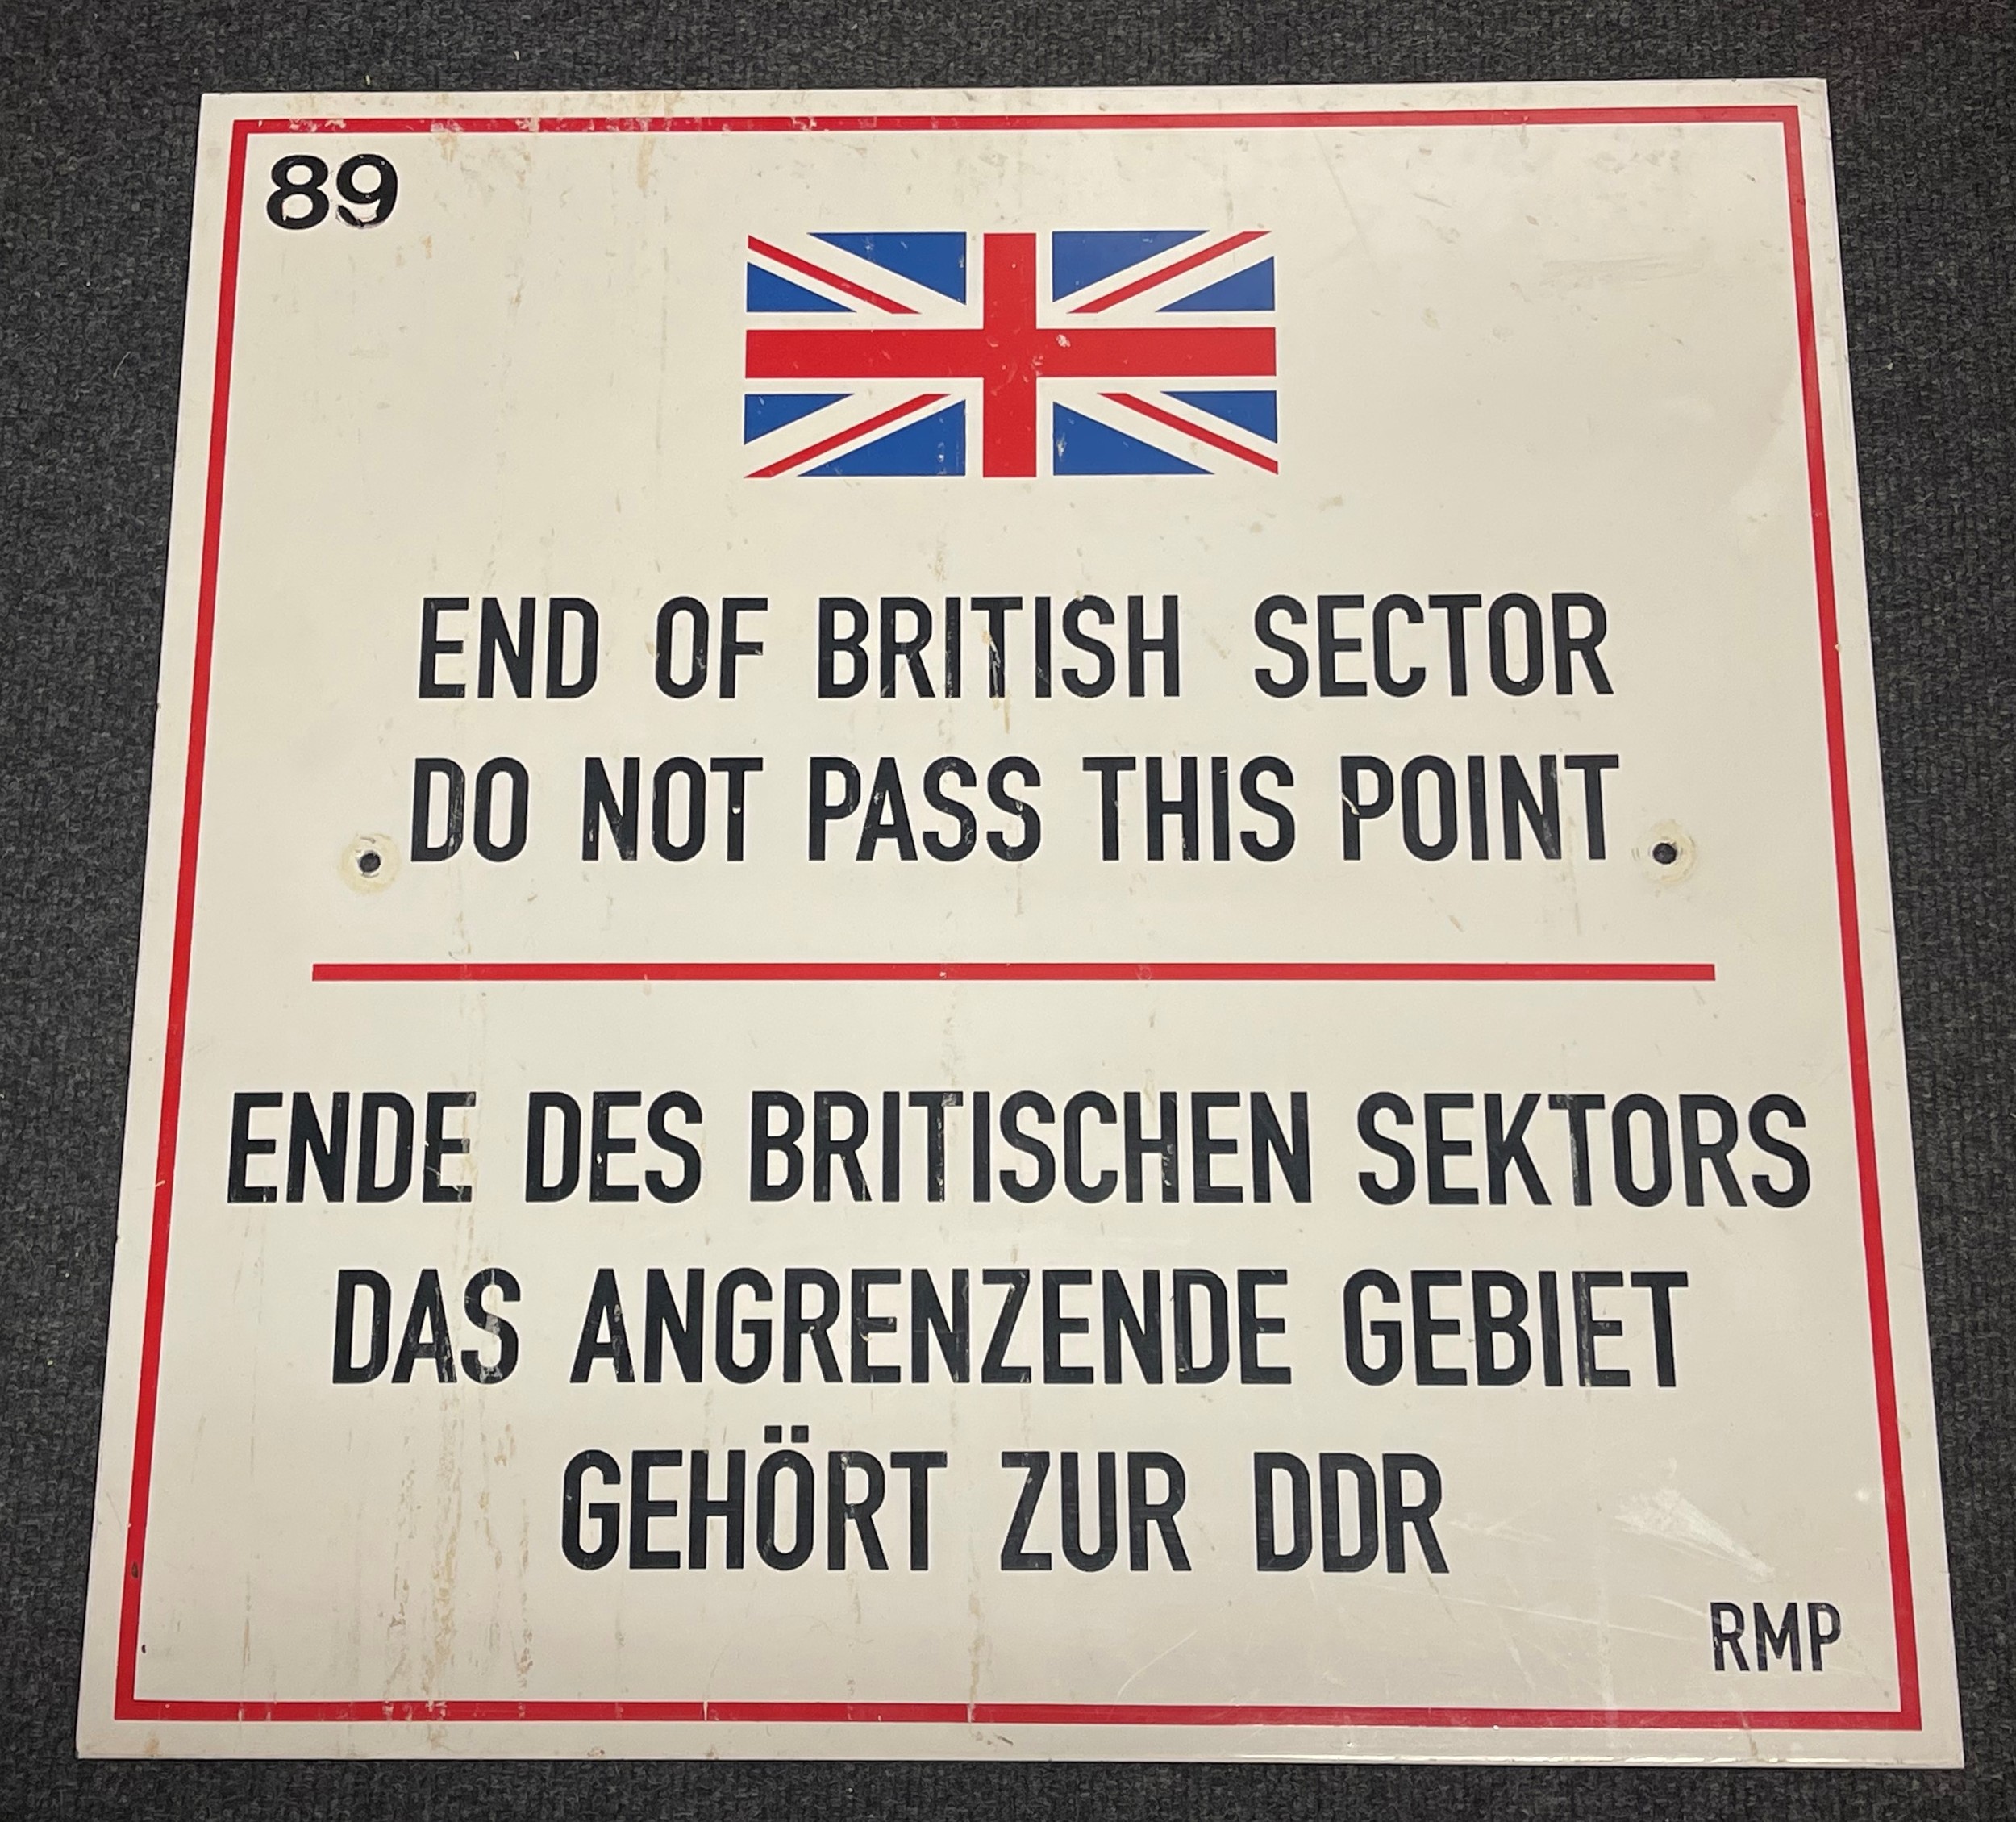 89
END OF BRITISH SECTOR
DO NOT PASS THIS POINT
ENDE DES BRITISCHEN SEKTORS
DAS ANGRENZENDE GEBIET
GEHÖRT ZUR DDR
RMP